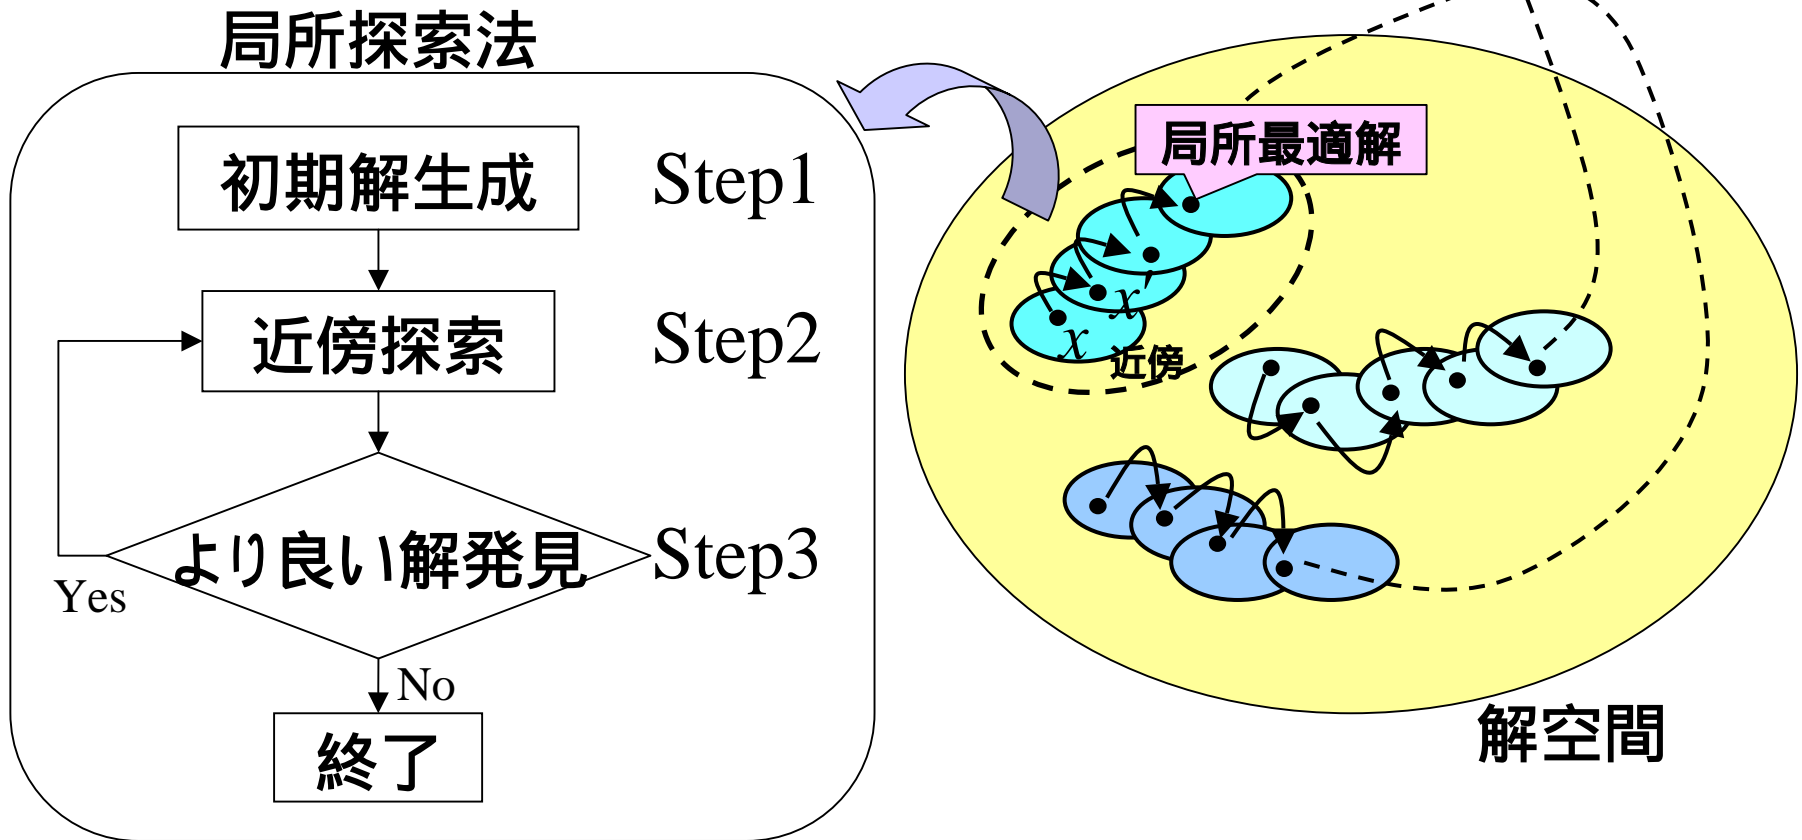 局所探索法
初期解生成
Step1
近傍探索
Step2
より良い解発見
Step3
Yes
No
終了
局所最適解
x'
x
近傍
解空間